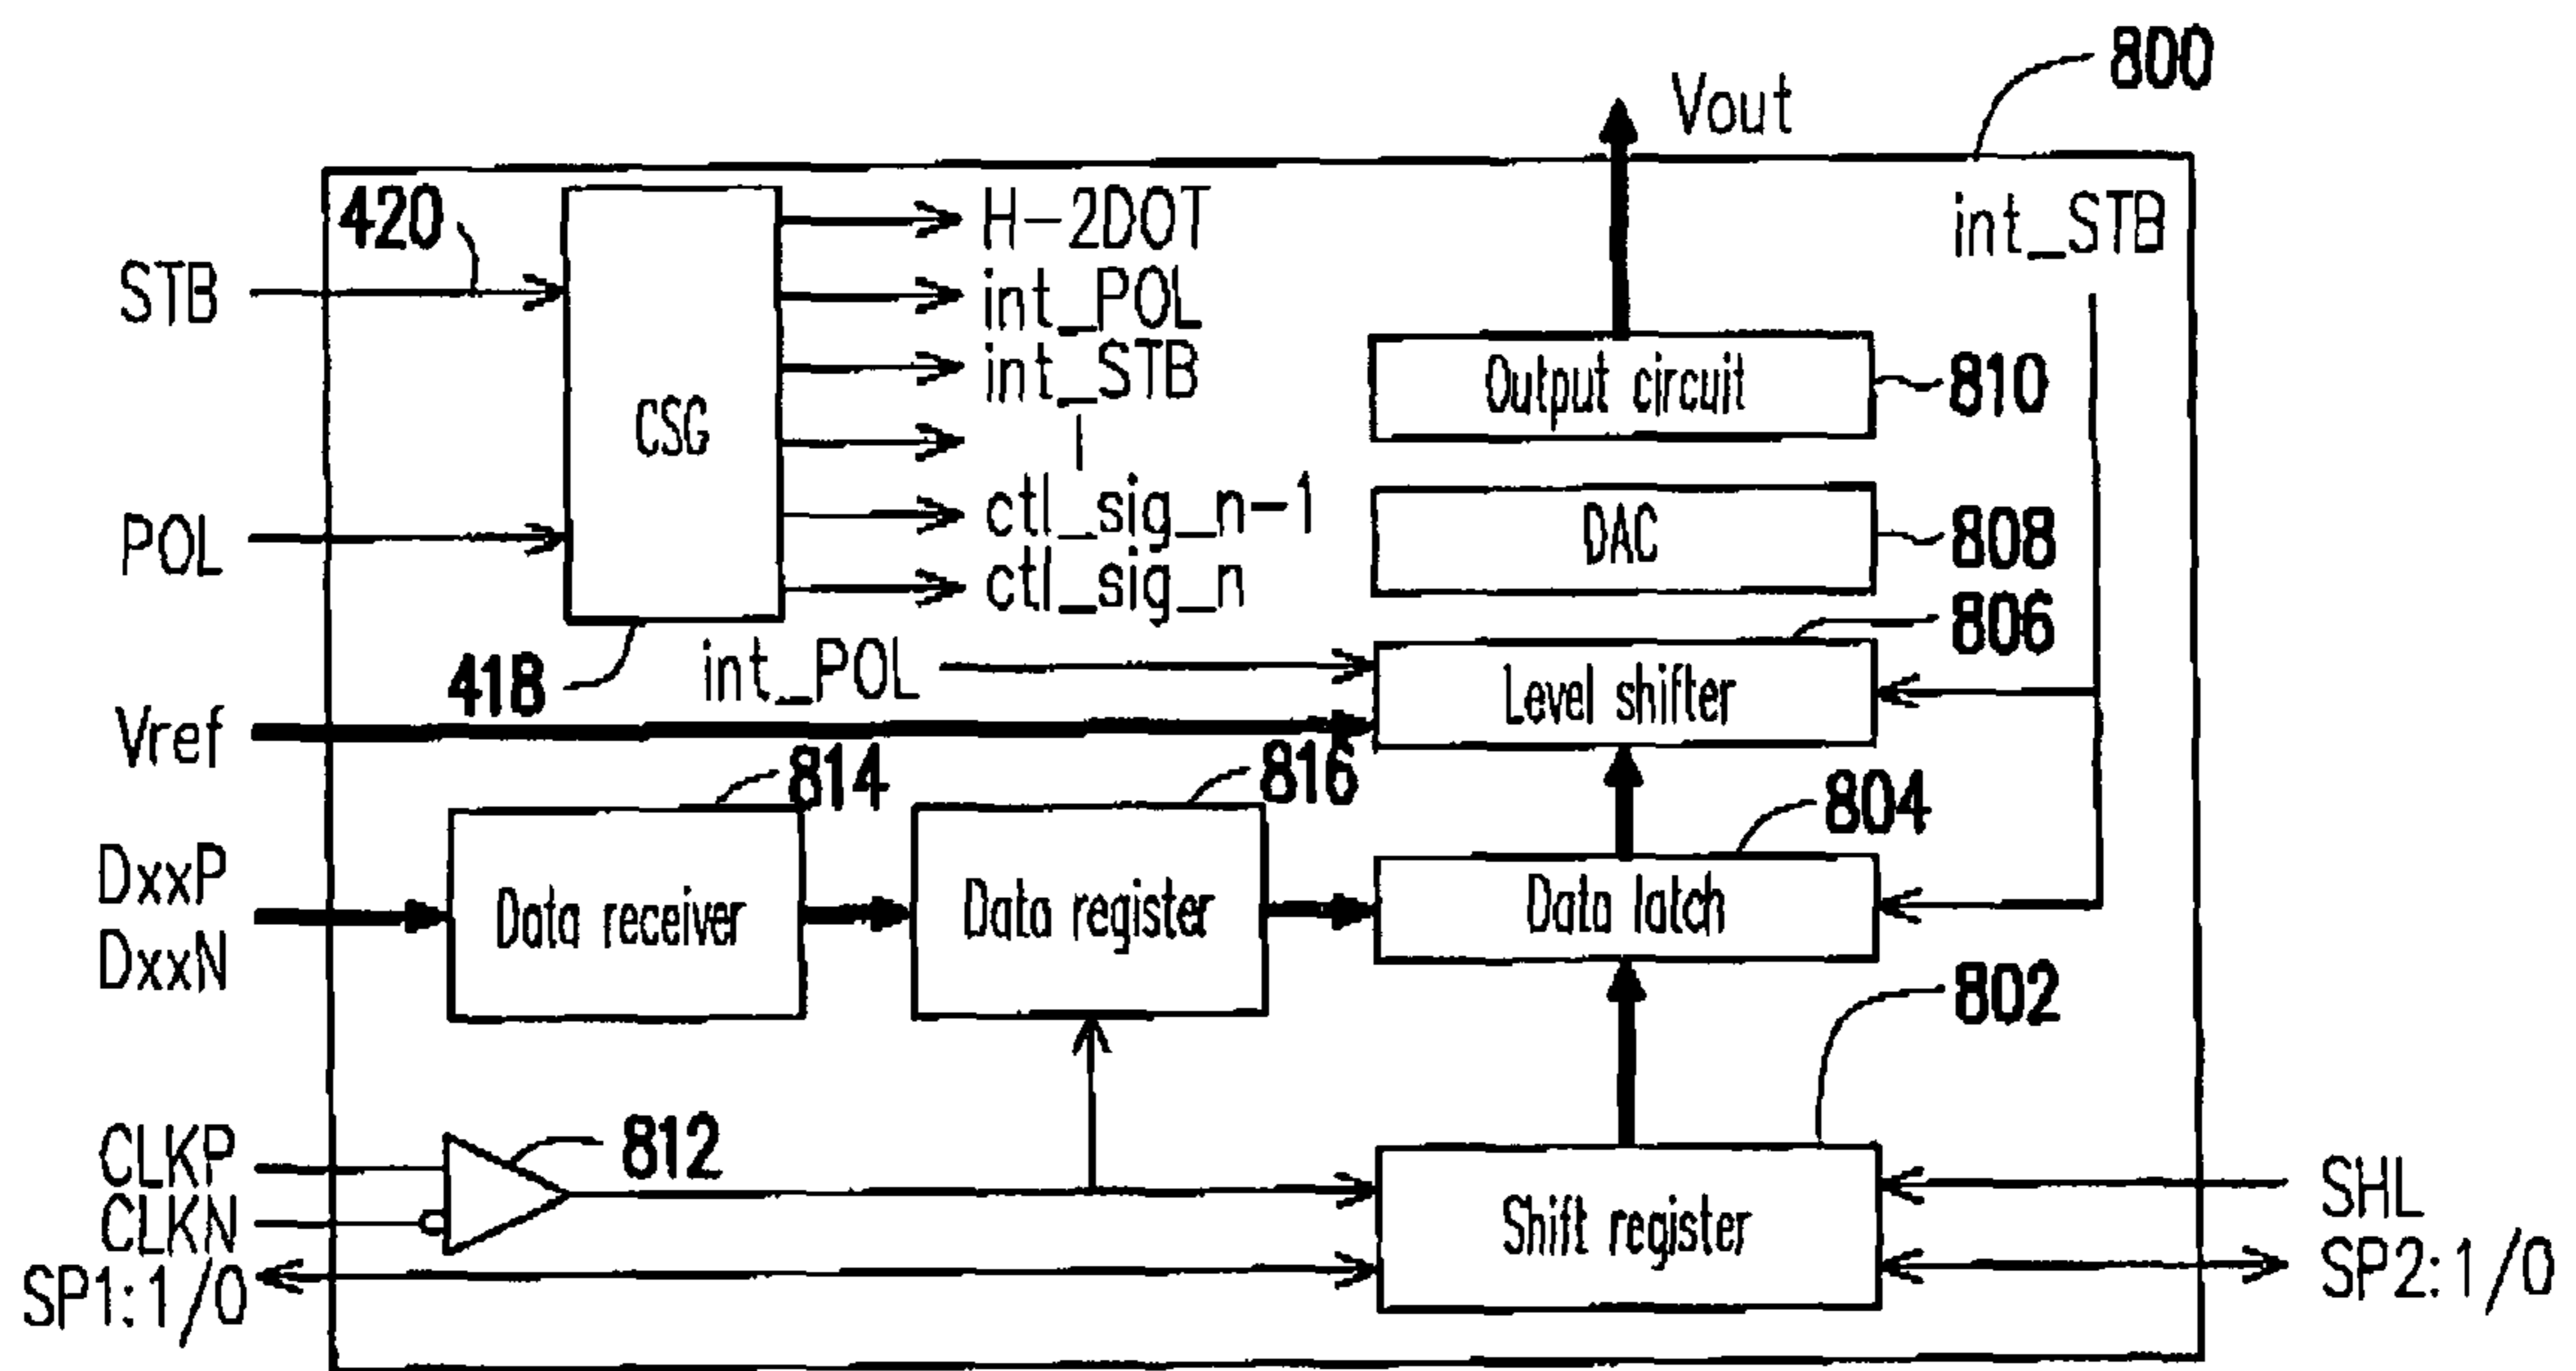 800
Vout
420
H-2DOT
int_STB
STB
int_POL
int_STB
Output circuit
810
CSG
ctl_sig_n-1
POL
DAC
808
ctl_sig_n
806
418
int_POL
Level shifter
Vref
814
816
804
DxxP
Data receiver
Data register
Data latch
DxxN
802
CLKP
812
CLKN
SHL
Shift register
SP1:1/0
SP2:1/0